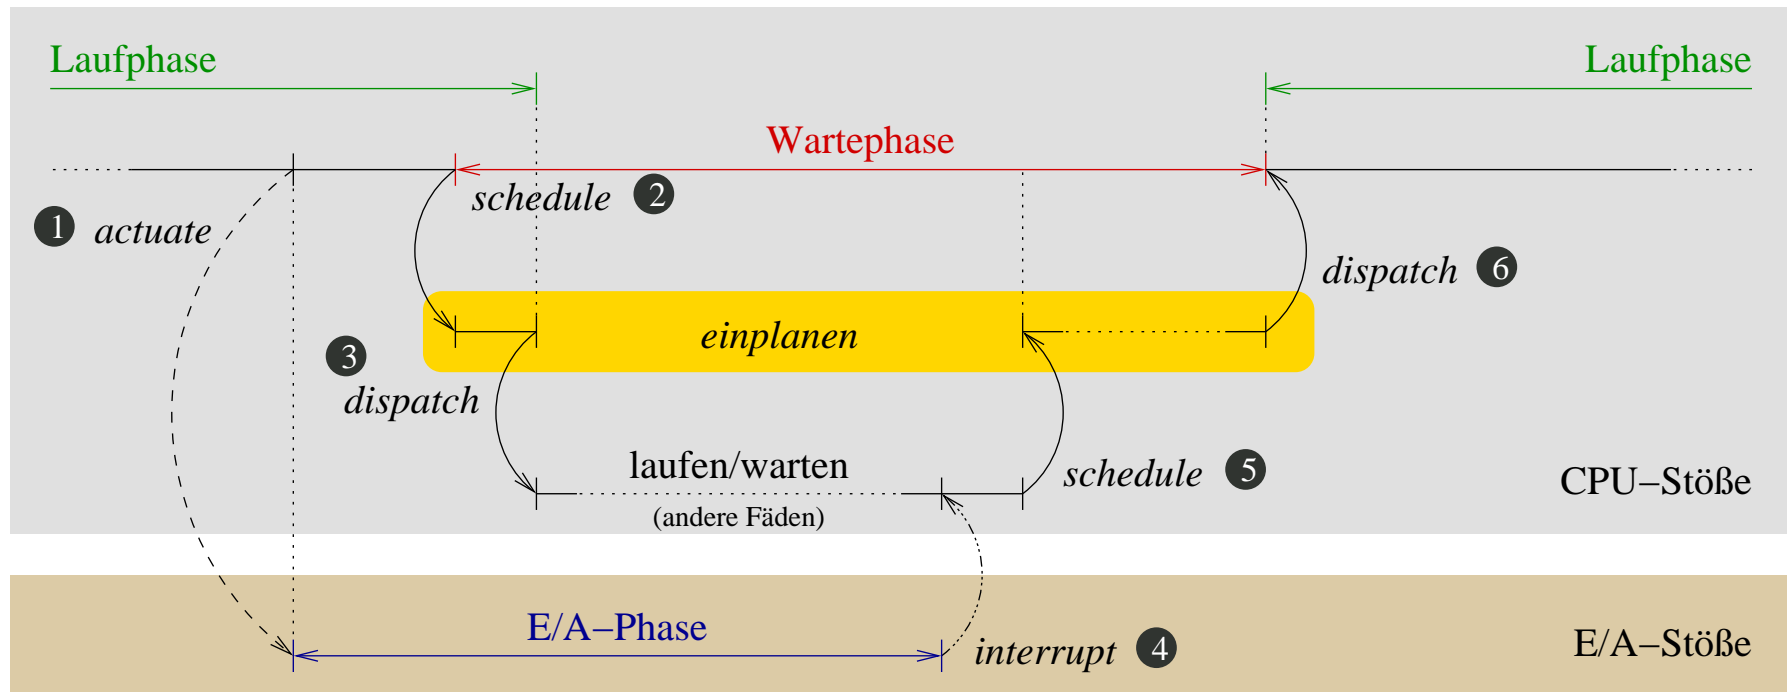 Laufphase
Laufphase
Wartephase
schedule 2
1 actuate
dispatch 6
einplanen
3
dispatch
laufen/warten
schedule 5
CPU–Stöße
(andere Fäden)
E/A–Phase
E/A–Stöße
interrupt 4